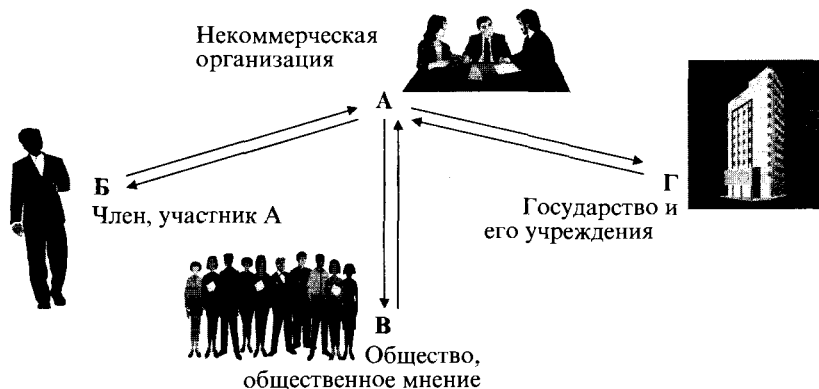 Некоммерческая
организация
А
Б
Член, участник А
Г
Государство и
его учреждения
В
Общество,
общественное мнение